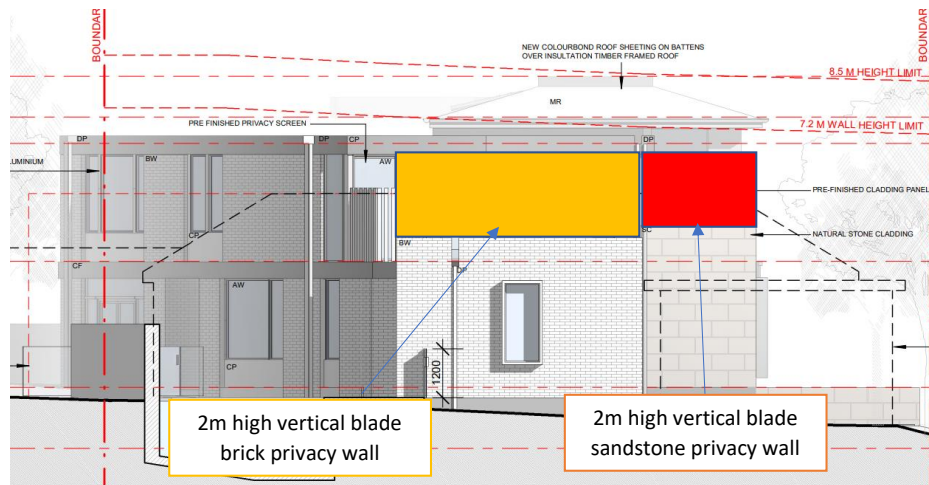 BOUNDAR
BOUNDAR
NEW COLOURBOND ROOF SHEETING ON BATTENS
OVER INSULATION TIMBER FRAMED ROOF
8.5 M HEIGHT LIMIT
MR
PRE FINISHED PRIVACY SCREEN
7.2 M WALL HEIGHT LIMIT
DP
DP
CP
DP
LUMINIUM
BW
AW
PRE-FINISHED CLADDING PANEL
CP
SC
NATURAL STONE CLADDING
BW
CF
DP
AW
CP
1200
2m high vertical blade
brick privacy wall
2m high vertical blade
sandstone privacy wall